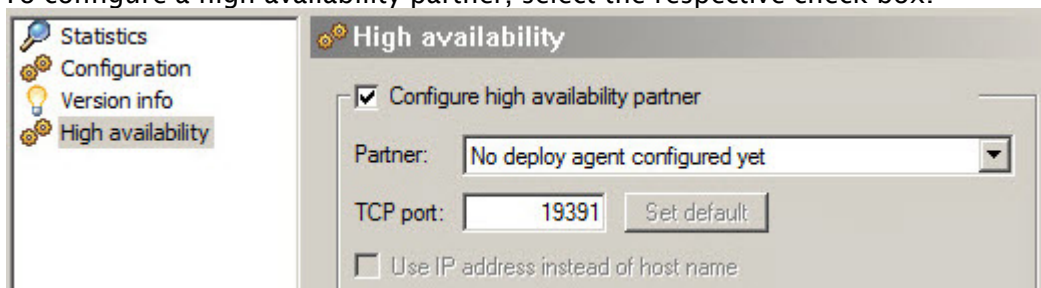 To configure a high availability partner, select the respective check box.
Statistics
Configuration
Version info
High availability
High availability
Configure high availability partner
Partner: No deploy agent configured yet
TCP port: 19391 Set default
Use IP address instead of host name